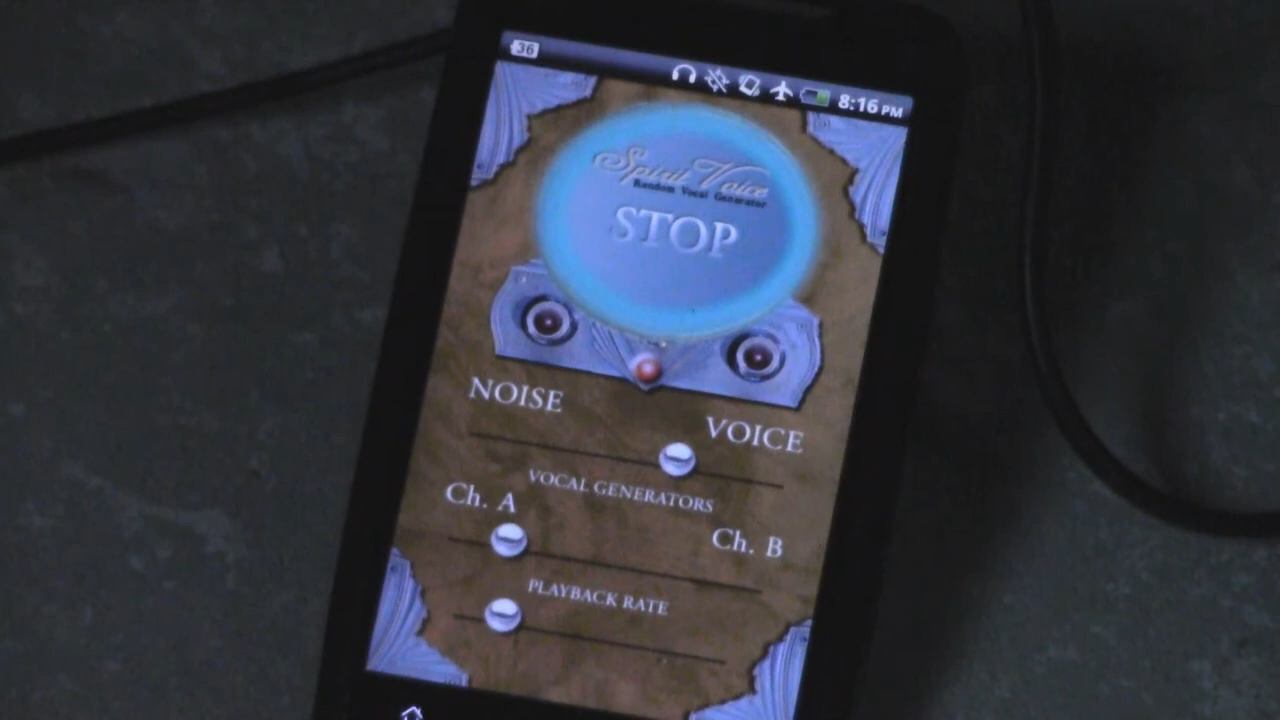 36
8:16 PM
Spirit Voice
Random Vocal Generator
STOP
NOISE
VOICE
VOCAL GENERATORS
Ch. A
Ch. B
PLAYBACK RATE